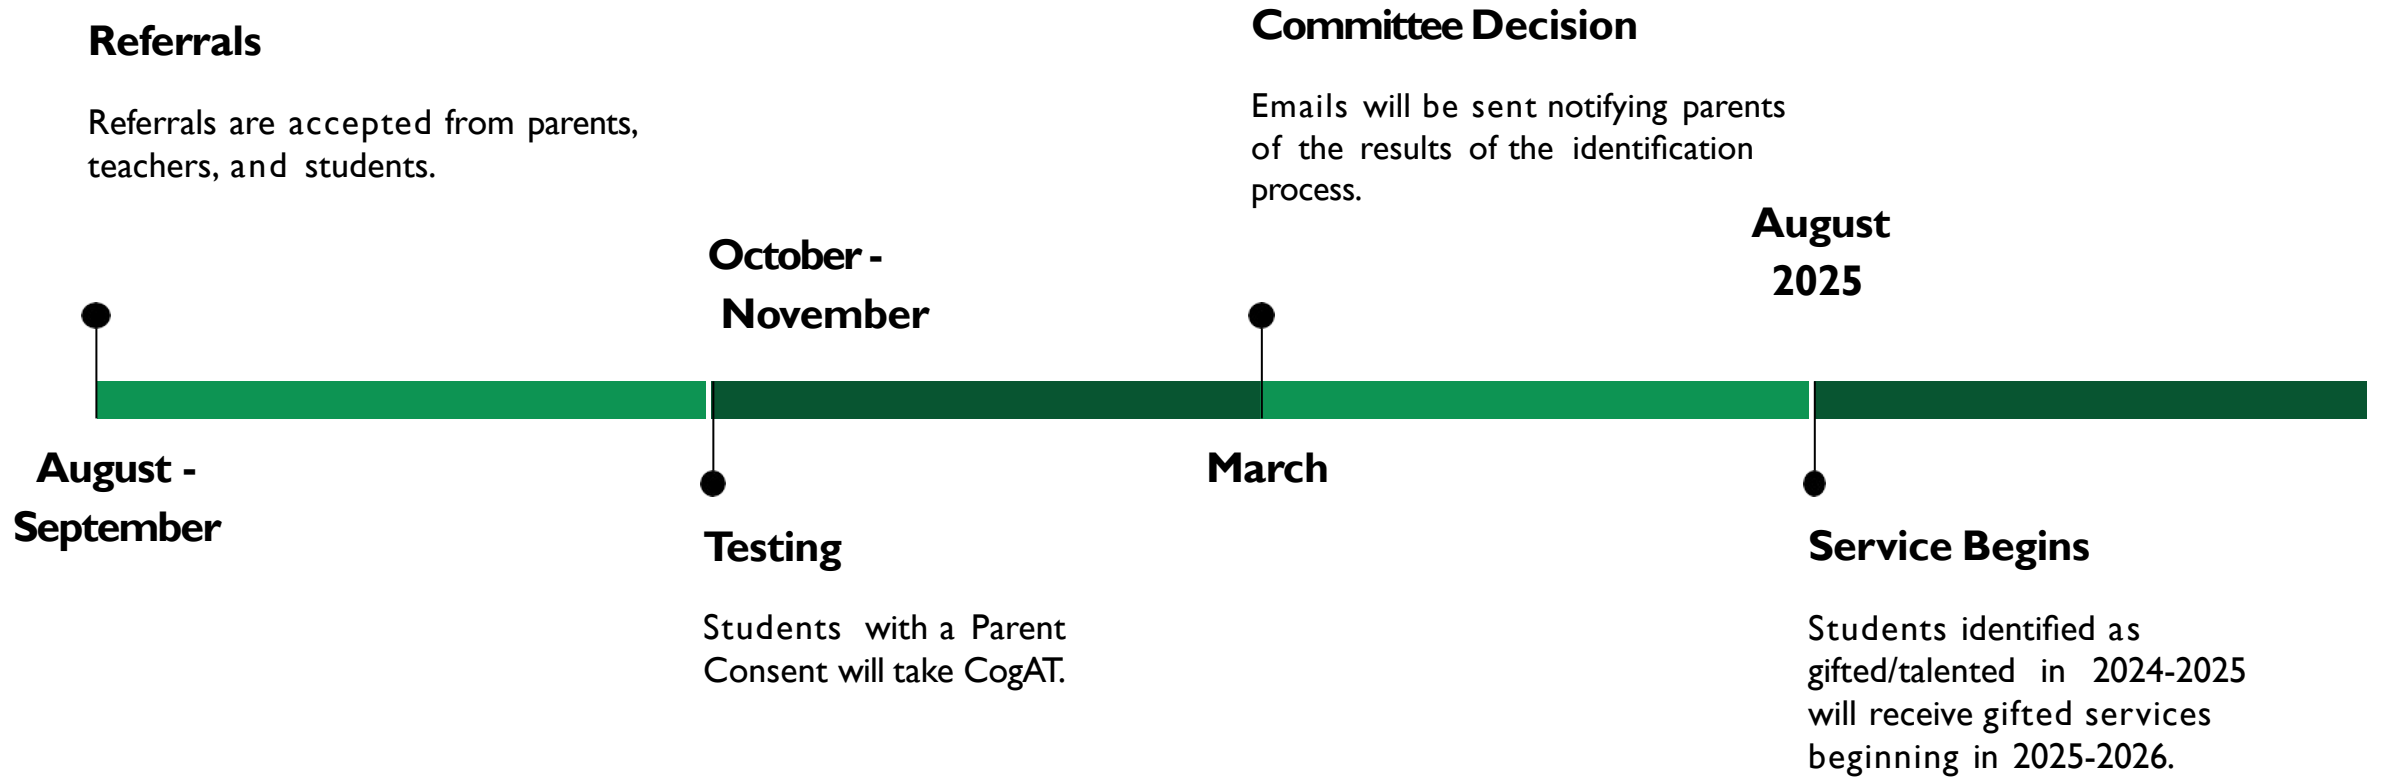 Referrals
Referrals are accepted from parents,
teachers, and students.
August -
September
October -
November
Testing
Students with a Parent
Consent will take CogAT.
Committee Decision
Emails will be sent notifying parents
of the results of the identification
process.
March
August
2025
Service Begins
Students identified as
gifted/talented in 2024-2025
will receive gifted services
beginning in 2025-2026.